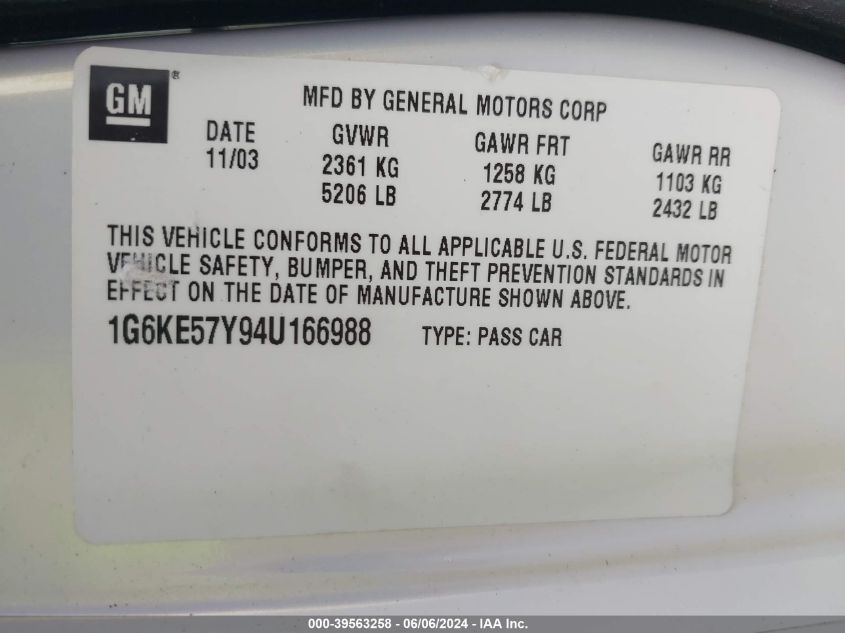 GM ®
MFD BY GENERAL MOTORS CORP
DATE GVWR GAWR FRT GAWR RR
11/03 2361 KG 1258 KG 1103 KG
5206 LB 2774 LB 2432 LB
THIS VEHICLE CONFORMS TO ALL APPLICABLE U.S. FEDERAL MOTOR
VEHICLE SAFETY, BUMPER, AND THEFT PREVENTION STANDARDS IN
EFFECT ON THE DATE OF MANUFACTURE SHOWN ABOVE.
1G6KE57Y94U166988 TYPE: PASS CAR
000-39563258 - 06/06/2024 - IAA Inc.